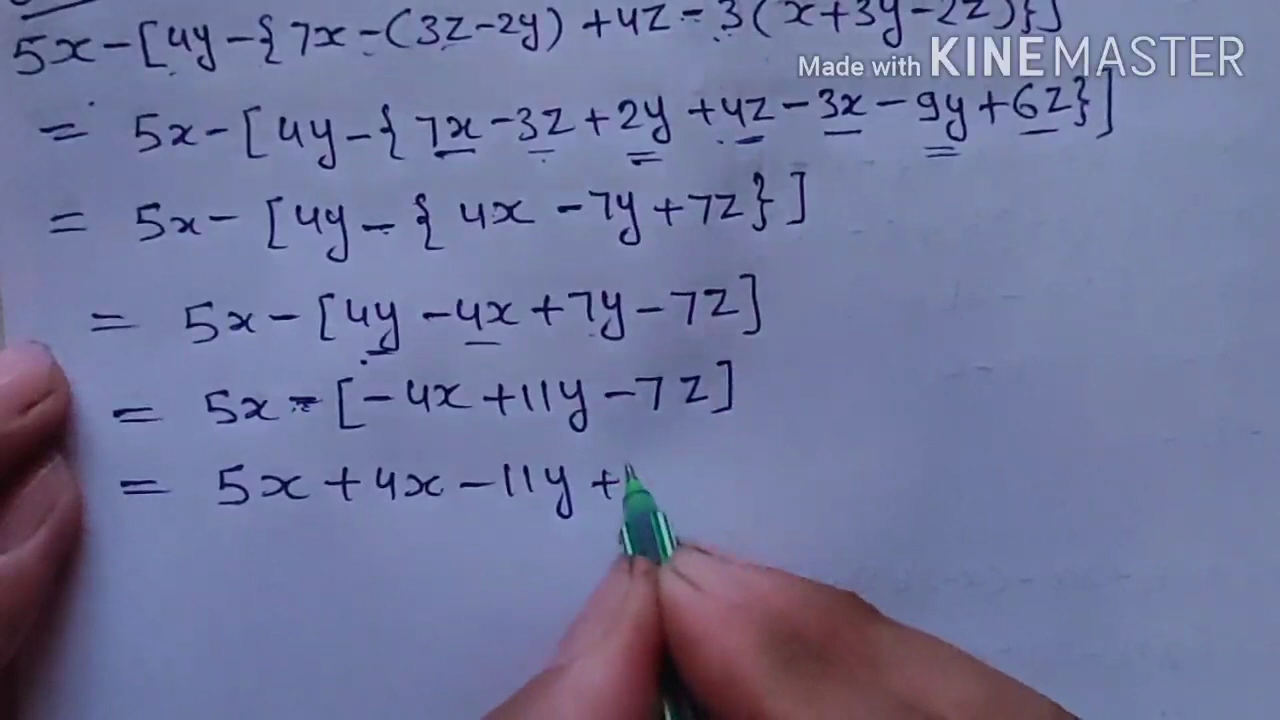 5x-[4y-{7x-(3z-2y)+4z-3(x+3y-2z)}]
Made with KINEMASTER
= 5x-[4y-{7x-3z+2y+4z-3x-9y+6z}]
= 5x-[4y-{4x-7y+7z}]
= 5x-[4y-4x+7y-7z]
= 5x-[-4x+11y-7z]
= 5x+4x-11y+